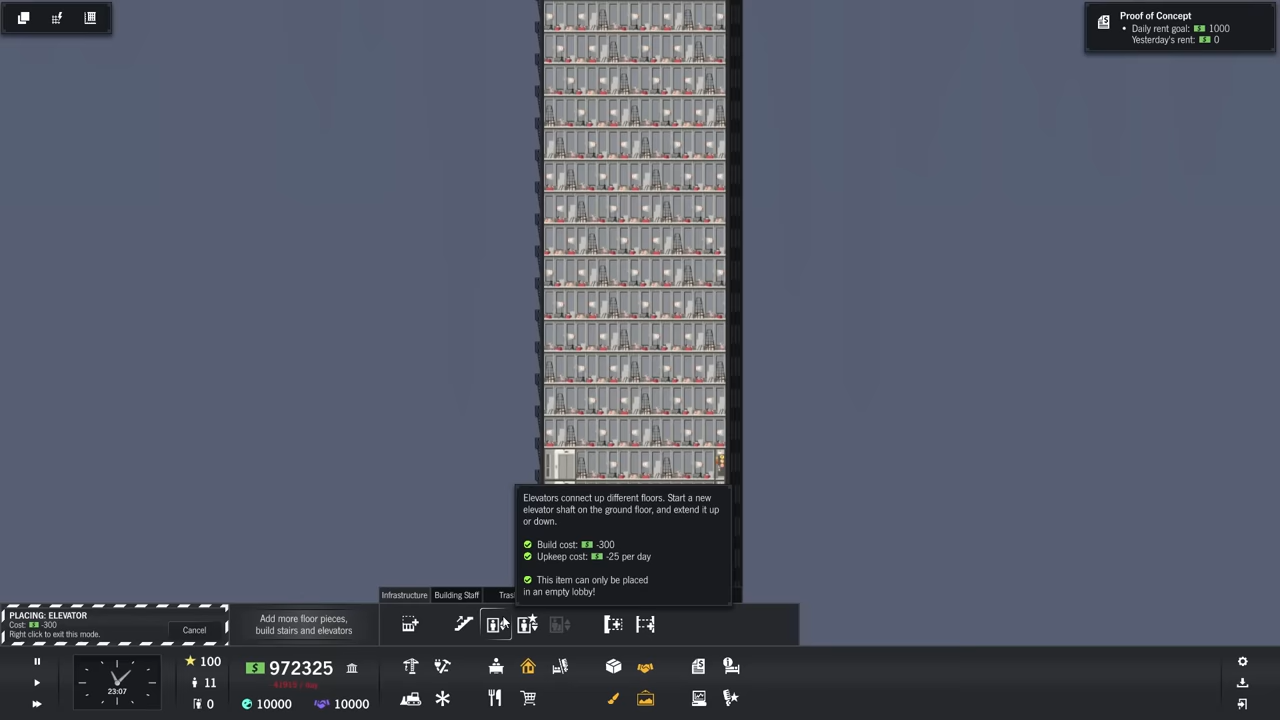 Proof of Concept
• Daily rent goal: $ 1000
Yesterday's rent: $ 0
Elevators connect up different floors. Start a new
elevator shaft on the ground floor, and extend it up
or down.
Build cost: $ -300
Upkeep cost: $ -25 per day
This item can only be placed
in an empty lobby!
Infrastructure
Building Staff
PLACING: ELEVATOR
Cost: $ -300
Right click to exit this mode.
Cancel
Add more floor pieces,
build stairs and elevators
100
11
0
23:07
$ 972325
10000
10000